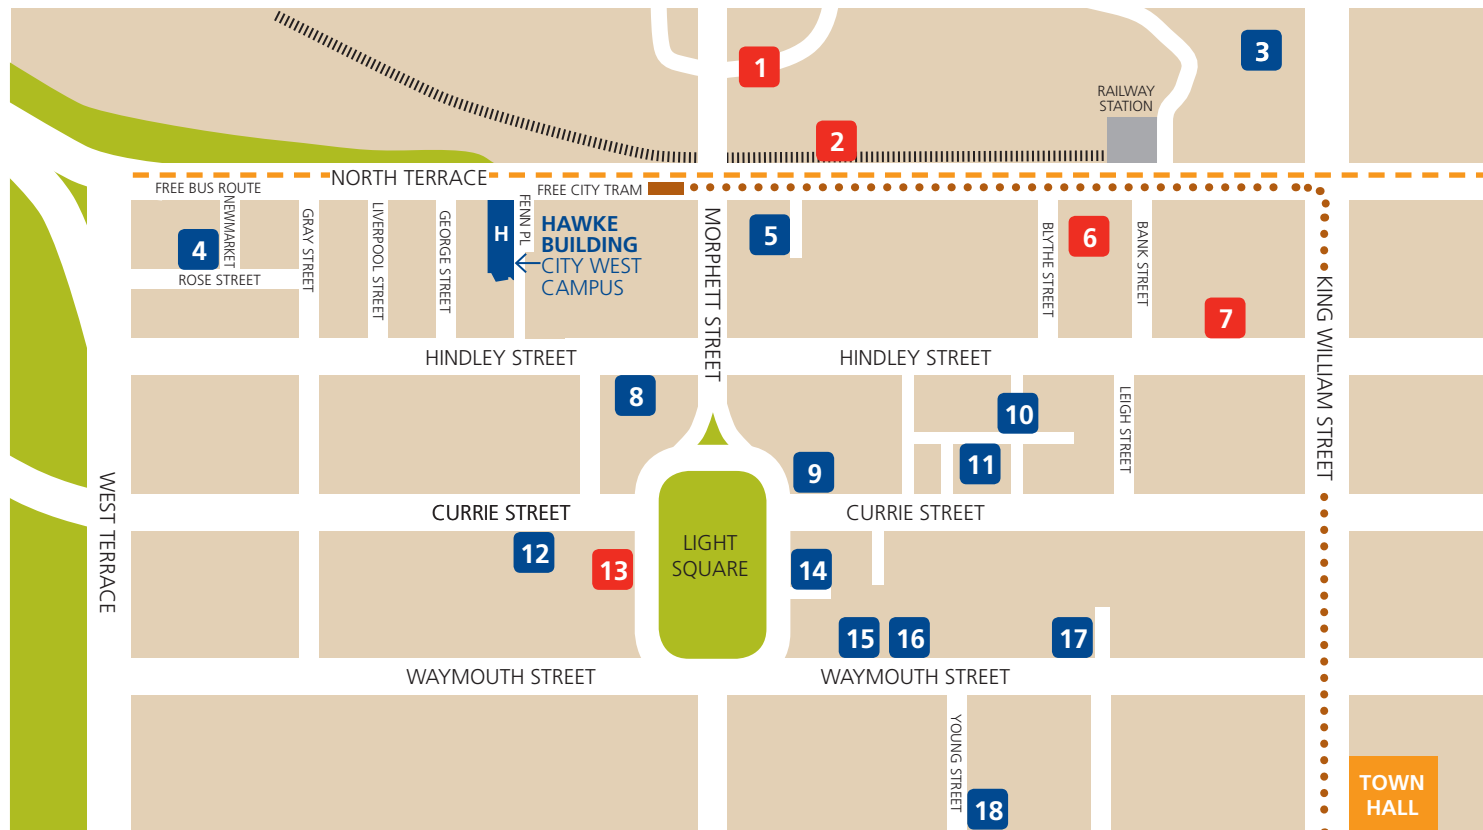 1
3
RAILWAY
STATION
2
NORTH TERRACE
FREE BUS ROUTE
FREE CITY TRAM
NEWMARKET
GRAY STREET
LIVERPOOL STREET
GEORGE STREET
H
FENN PL
HAWKE
BUILDING
CITY WEST
CAMPUS
MORPHETT STREET
4
5
BLYTHE STREET
6
BANK STREET
ROSE STREET
7
KING WILLIAM STREET
HINDLEY STREET
HINDLEY STREET
8
10
LEIGH STREET
9
11
WEST TERRACE
CURRIE STREET
CURRIE STREET
12
13
LIGHT
SQUARE
14
15
16
17
WAYMOUTH STREET
WAYMOUTH STREET
YOUNG STREET
18
TOWN
HALL